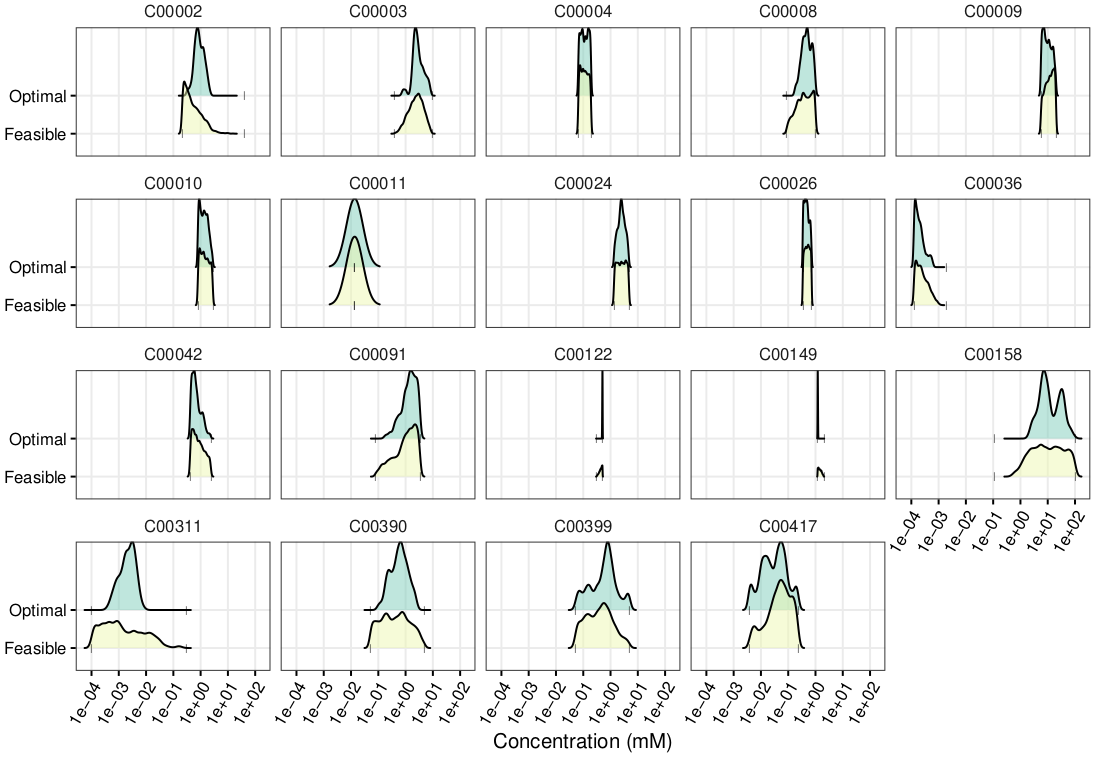 C00002 C00003 C00004 C00008 C00009
Optimal
Feasible
C00010 C00011 C00024 C00026 C00036
Optimal
Feasible
C00042 C00091 C00122 C00149 C00158
Optimal
Feasible
1e−04 1e−03 1e−02 1e−01 1e+00 1e+01 1e+02
C00311 C00390 C00399 C00417
Optimal
Feasible
1e−04 1e−03 1e−02 1e−01 1e+00 1e+01 1e+02 1e−04 1e−03 1e−02 1e−01 1e+00 1e+01 1e+02 1e−04 1e−03 1e−02 1e−01 1e+00 1e+01 1e+02 1e−04 1e−03 1e−02 1e−01 1e+00 1e+01 1e+02
Concentration (mM)